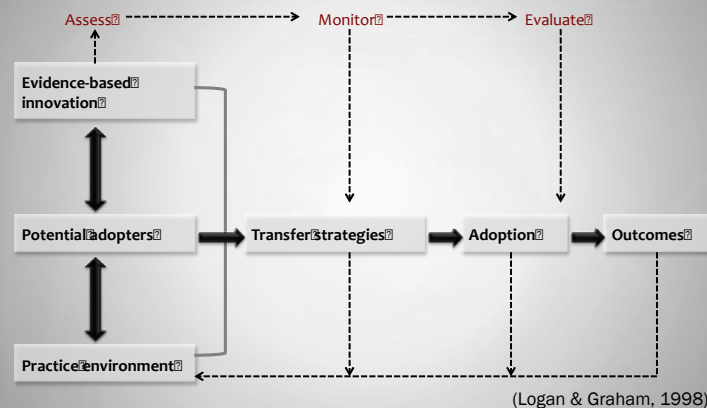 Assess⍰
Monitor⍰
Evaluate⍰
Evidence-based⍰
innovation⍰
Potential⍰adopters⍰
Transfer⍰strategies⍰
Adoption⍰
Outcomes⍰
Practice⍰environment⍰
(Logan & Graham, 1998)